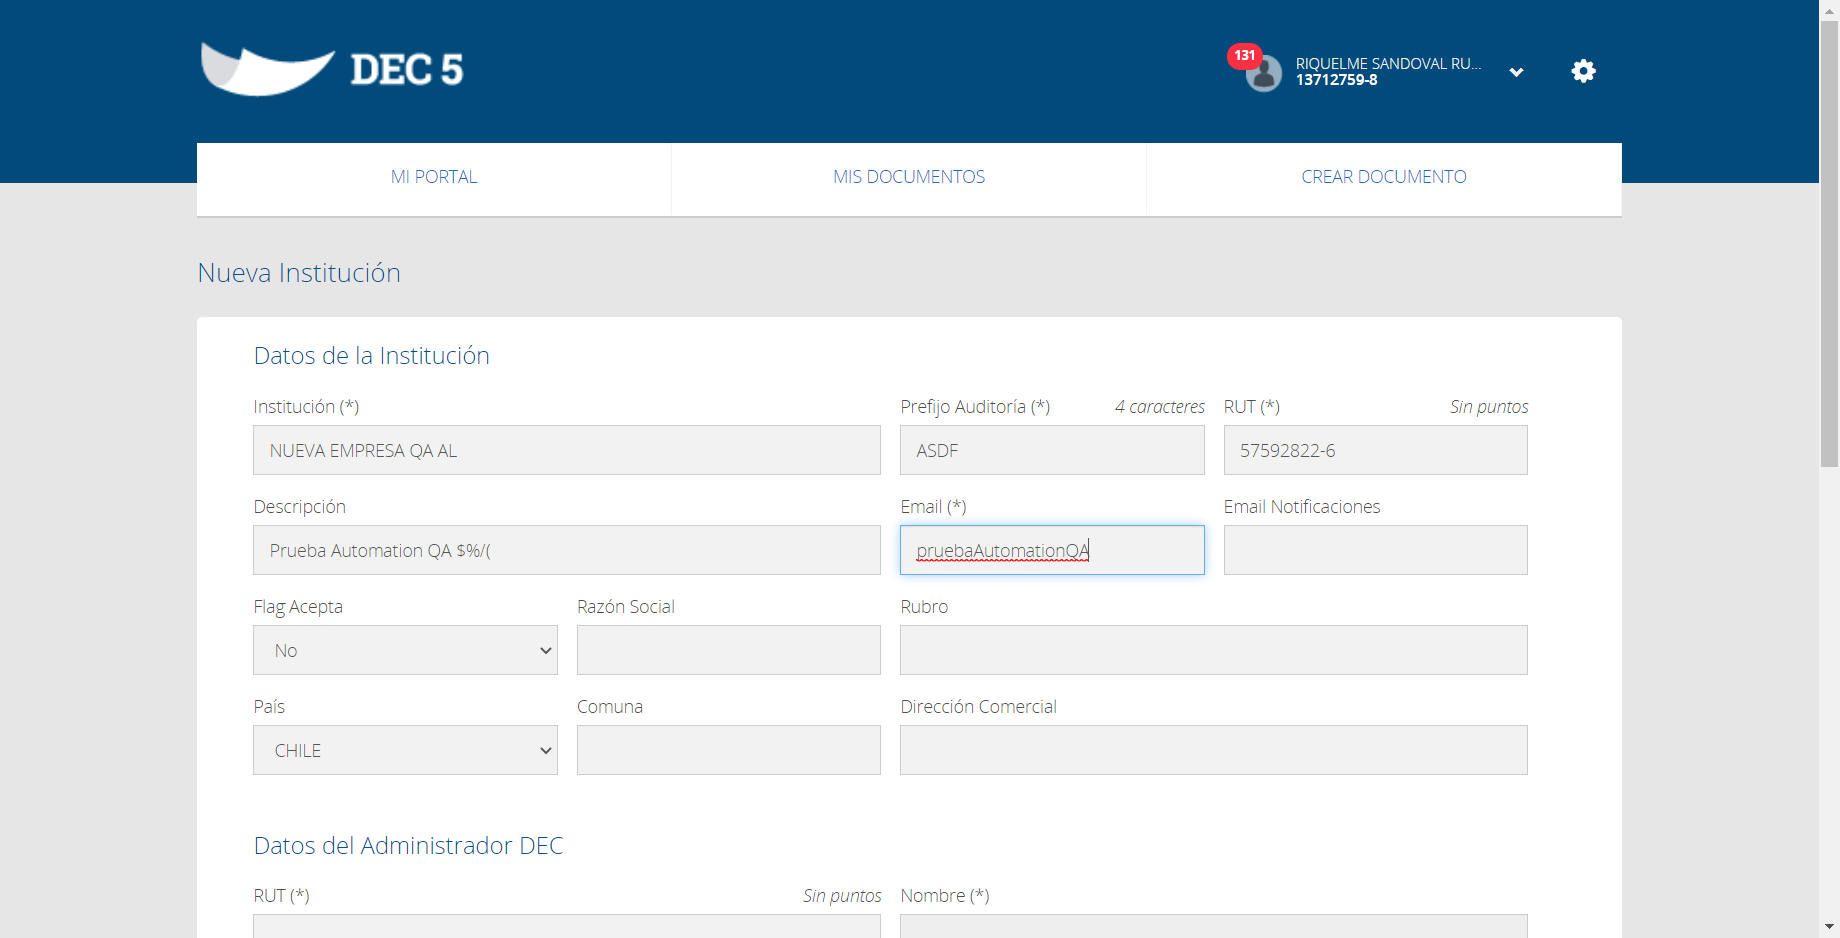 DEC 5
131
RIQUELME SANDOVAL RU...
13712759-8
MI PORTAL
MIS DOCUMENTOS
CREAR DOCUMENTO
Nueva Institución
Datos de la Institución
Institución (*)
Prefijo Auditoría (*)
4 caracteres
RUT (*)
Sin puntos
NUEVA EMPRESA QA AL
ASDF
57592822-6
Descripción
Email (*)
Email Notificaciones
Prueba Automation QA $%/(
pruebaAutomationQA
Flag Acepta
Razón Social
Rubro
No
País
Comuna
Dirección Comercial
CHILE
Datos del Administrador DEC
RUT (*)
Sin puntos
Nombre (*)